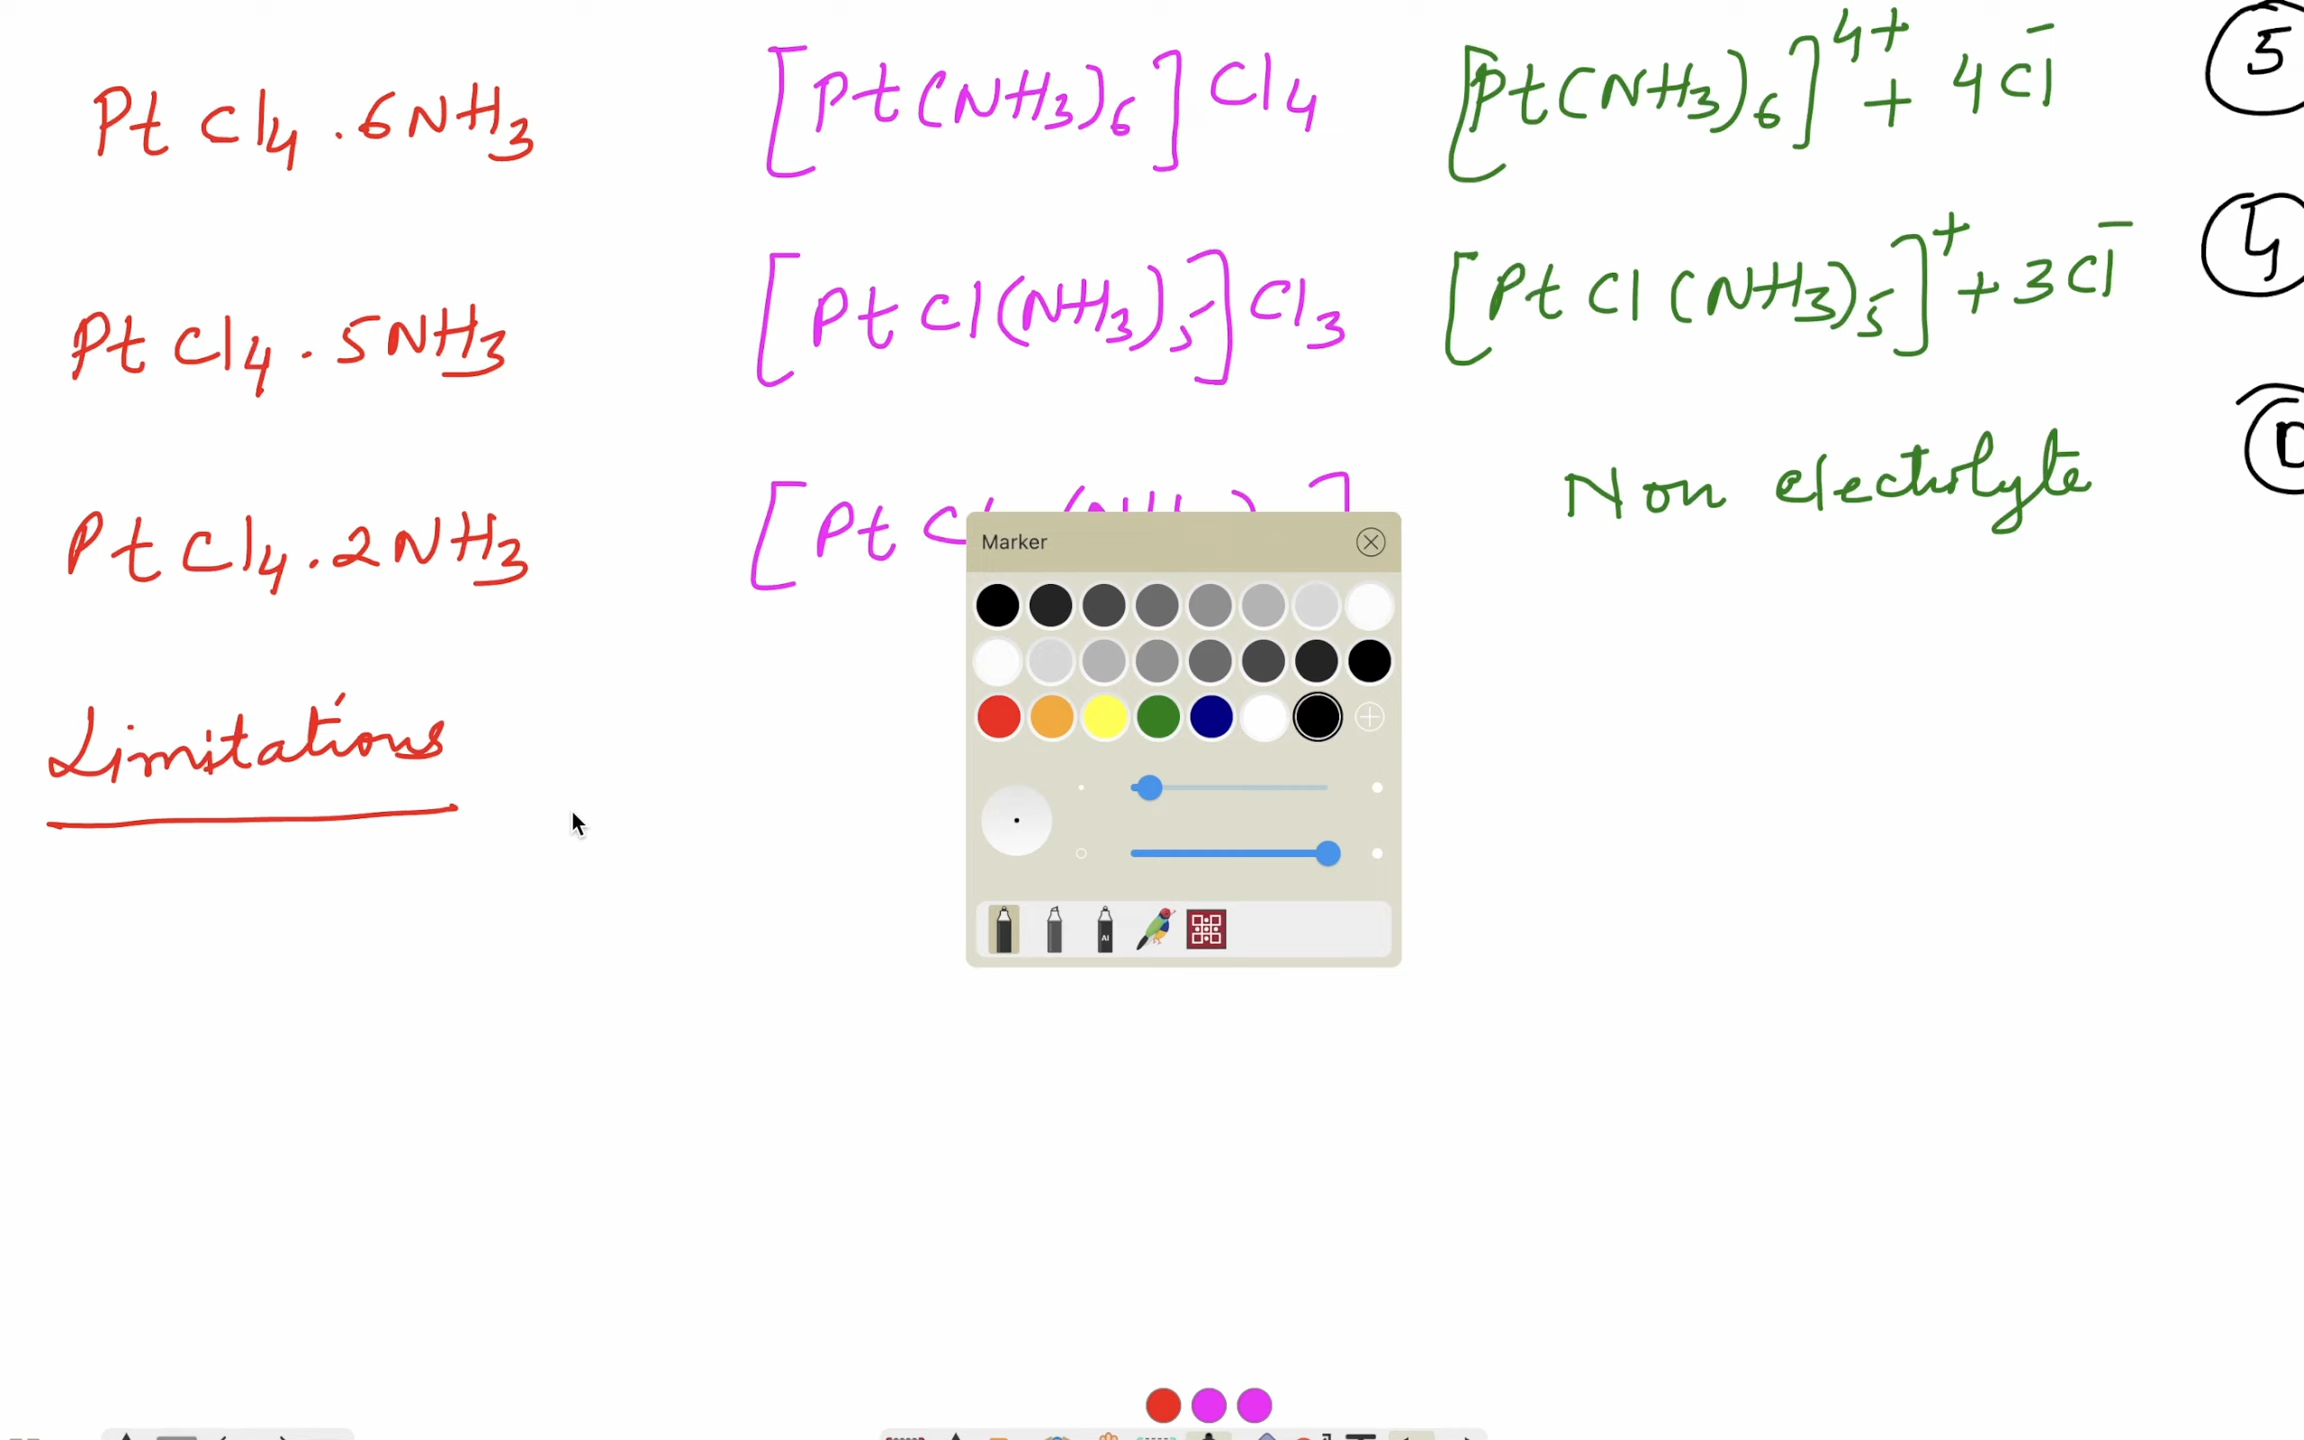 PtCl4.6NH3 [Pt(NH3)6]Cl4 [Pt(NH3)6]4+ + 4Cl- 5
PtCl4.5NH3 [PtCl(NH3)5]Cl3 [PtCl(NH3)5]+ + 3Cl- 4
PtCl4.2NH3 [Pt Non electrolyte
Marker
Limitations
AI